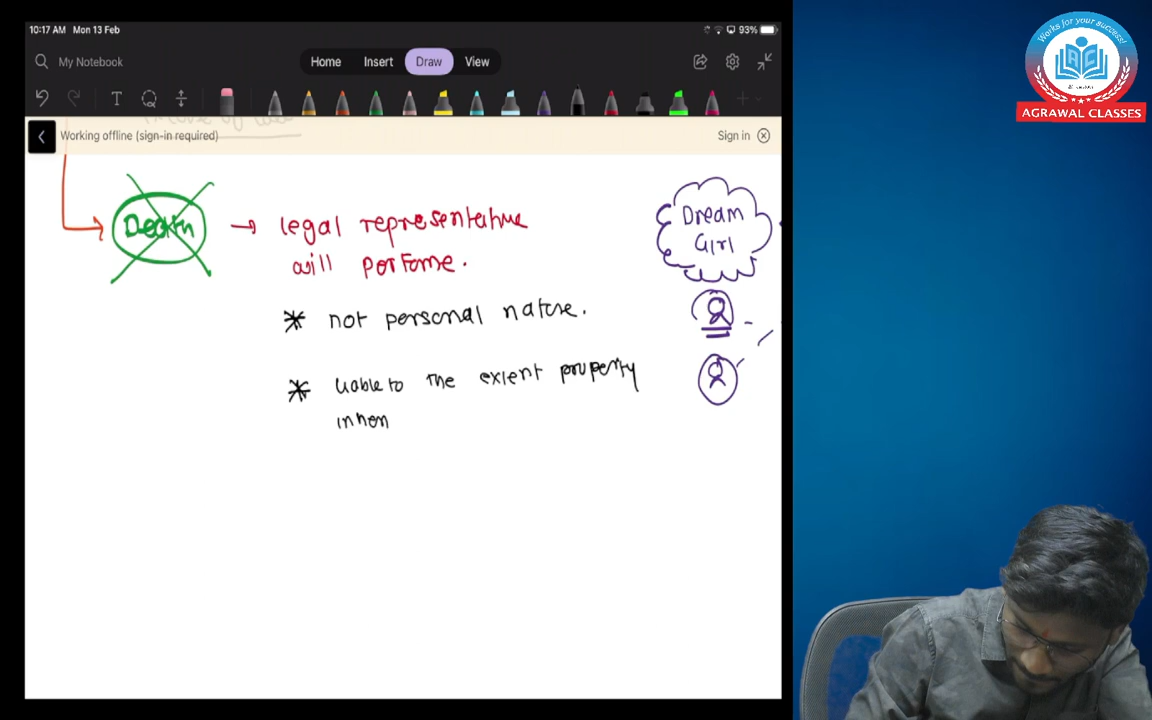 10:17 AM Mon 13 Feb
93%
My Notebook
Home Insert Draw View
Working offline (sign-in required)
Sign in
Works for your success!
AC
AGRAWAL CLASSES
Death → legal representative
will perform.
* not personal nature.
* liable to the extent property
inheri
Dream
Girl